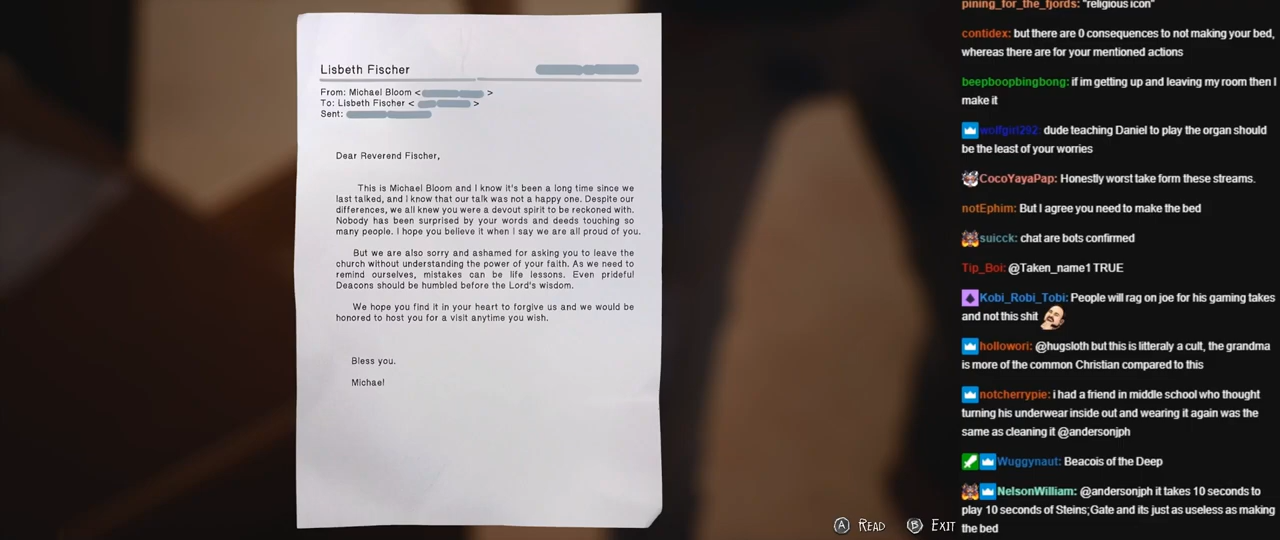 Lisbeth Fischer
From: Michael Bloom < >
To: Lisbeth Fischer < >
Sent:
Dear Reverend Fischer,
This is Michael Bloom and I know it's been a long time since we
last talked, and I know that our talk was not a happy one. Despite our
differences, we all knew you were a devout spirit to be reckoned with.
Nobody has been surprised by your words and deeds touching so
many people. I hope you believe it when I say we are all proud of you.
But we are also sorry and ashamed for asking you to leave the
church without understanding the power of your faith. As we need to
remind ourselves, mistakes can be life lessons. Even prideful
Deacons should be humbled before the Lord's wisdom.
We hope you find it in your heart to forgive us and we would be
honored to host you for a visit anytime you wish.
Bless you.
Michael
A READ B EXIT
pining_for_the_fjords: "religious icon"
contidex: but there are 0 consequences to not making your bed,
whereas there are for your mentioned actions
beepboopbingbong: if im getting up and leaving my room then I
make it
wolfgirl292: dude teaching Daniel to play the organ should
be the least of your worries
CocoYayaPap: Honestly worst take form these streams.
notEphim: But I agree you need to make the bed
suicck: chat are bots confirmed
Tip_Boi: @Taken_name1 TRUE
Kobi_Robi_Tobi: People will rag on joe for his gaming takes
and not this shit
hollowori: @hugsloth but this is litteraly a cult, the grandma
is more of the common Christian compared to this
notcherrypie: i had a friend in middle school who thought
turning his underwear inside out and wearing it again was the
same as cleaning it @andersonjph
Wuggynaut: Beacois of the Deep
NelsonWilliam: @andersonjph it takes 10 seconds to
play 10 seconds of Steins;Gate and its just as useless as making
the bed